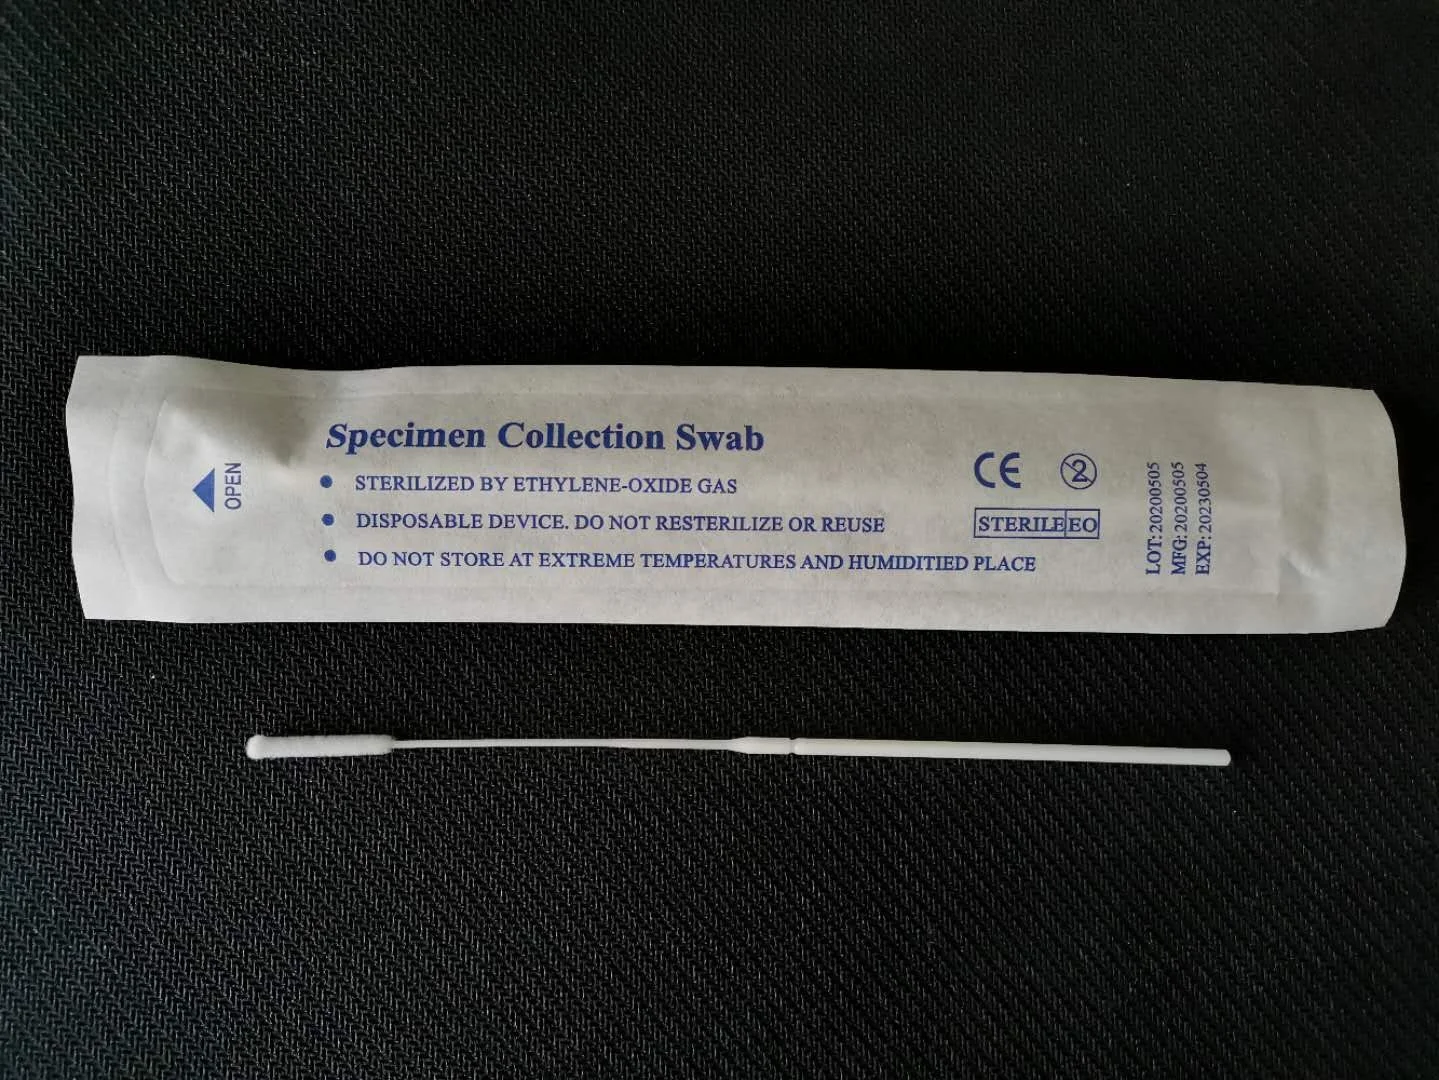 OPEN
Specimen Collection Swab
● STERILIZED BY ETHYLENE-OXIDE GAS
● DISPOSABLE DEVICE. DO NOT RESTERILIZE OR REUSE
● DO NOT STORE AT EXTREME TEMPERATURES AND HUMIDITIED PLACE
CE 2
STERILE EO
LOT: 20200505
MFG: 20200505
EXP: 20230504